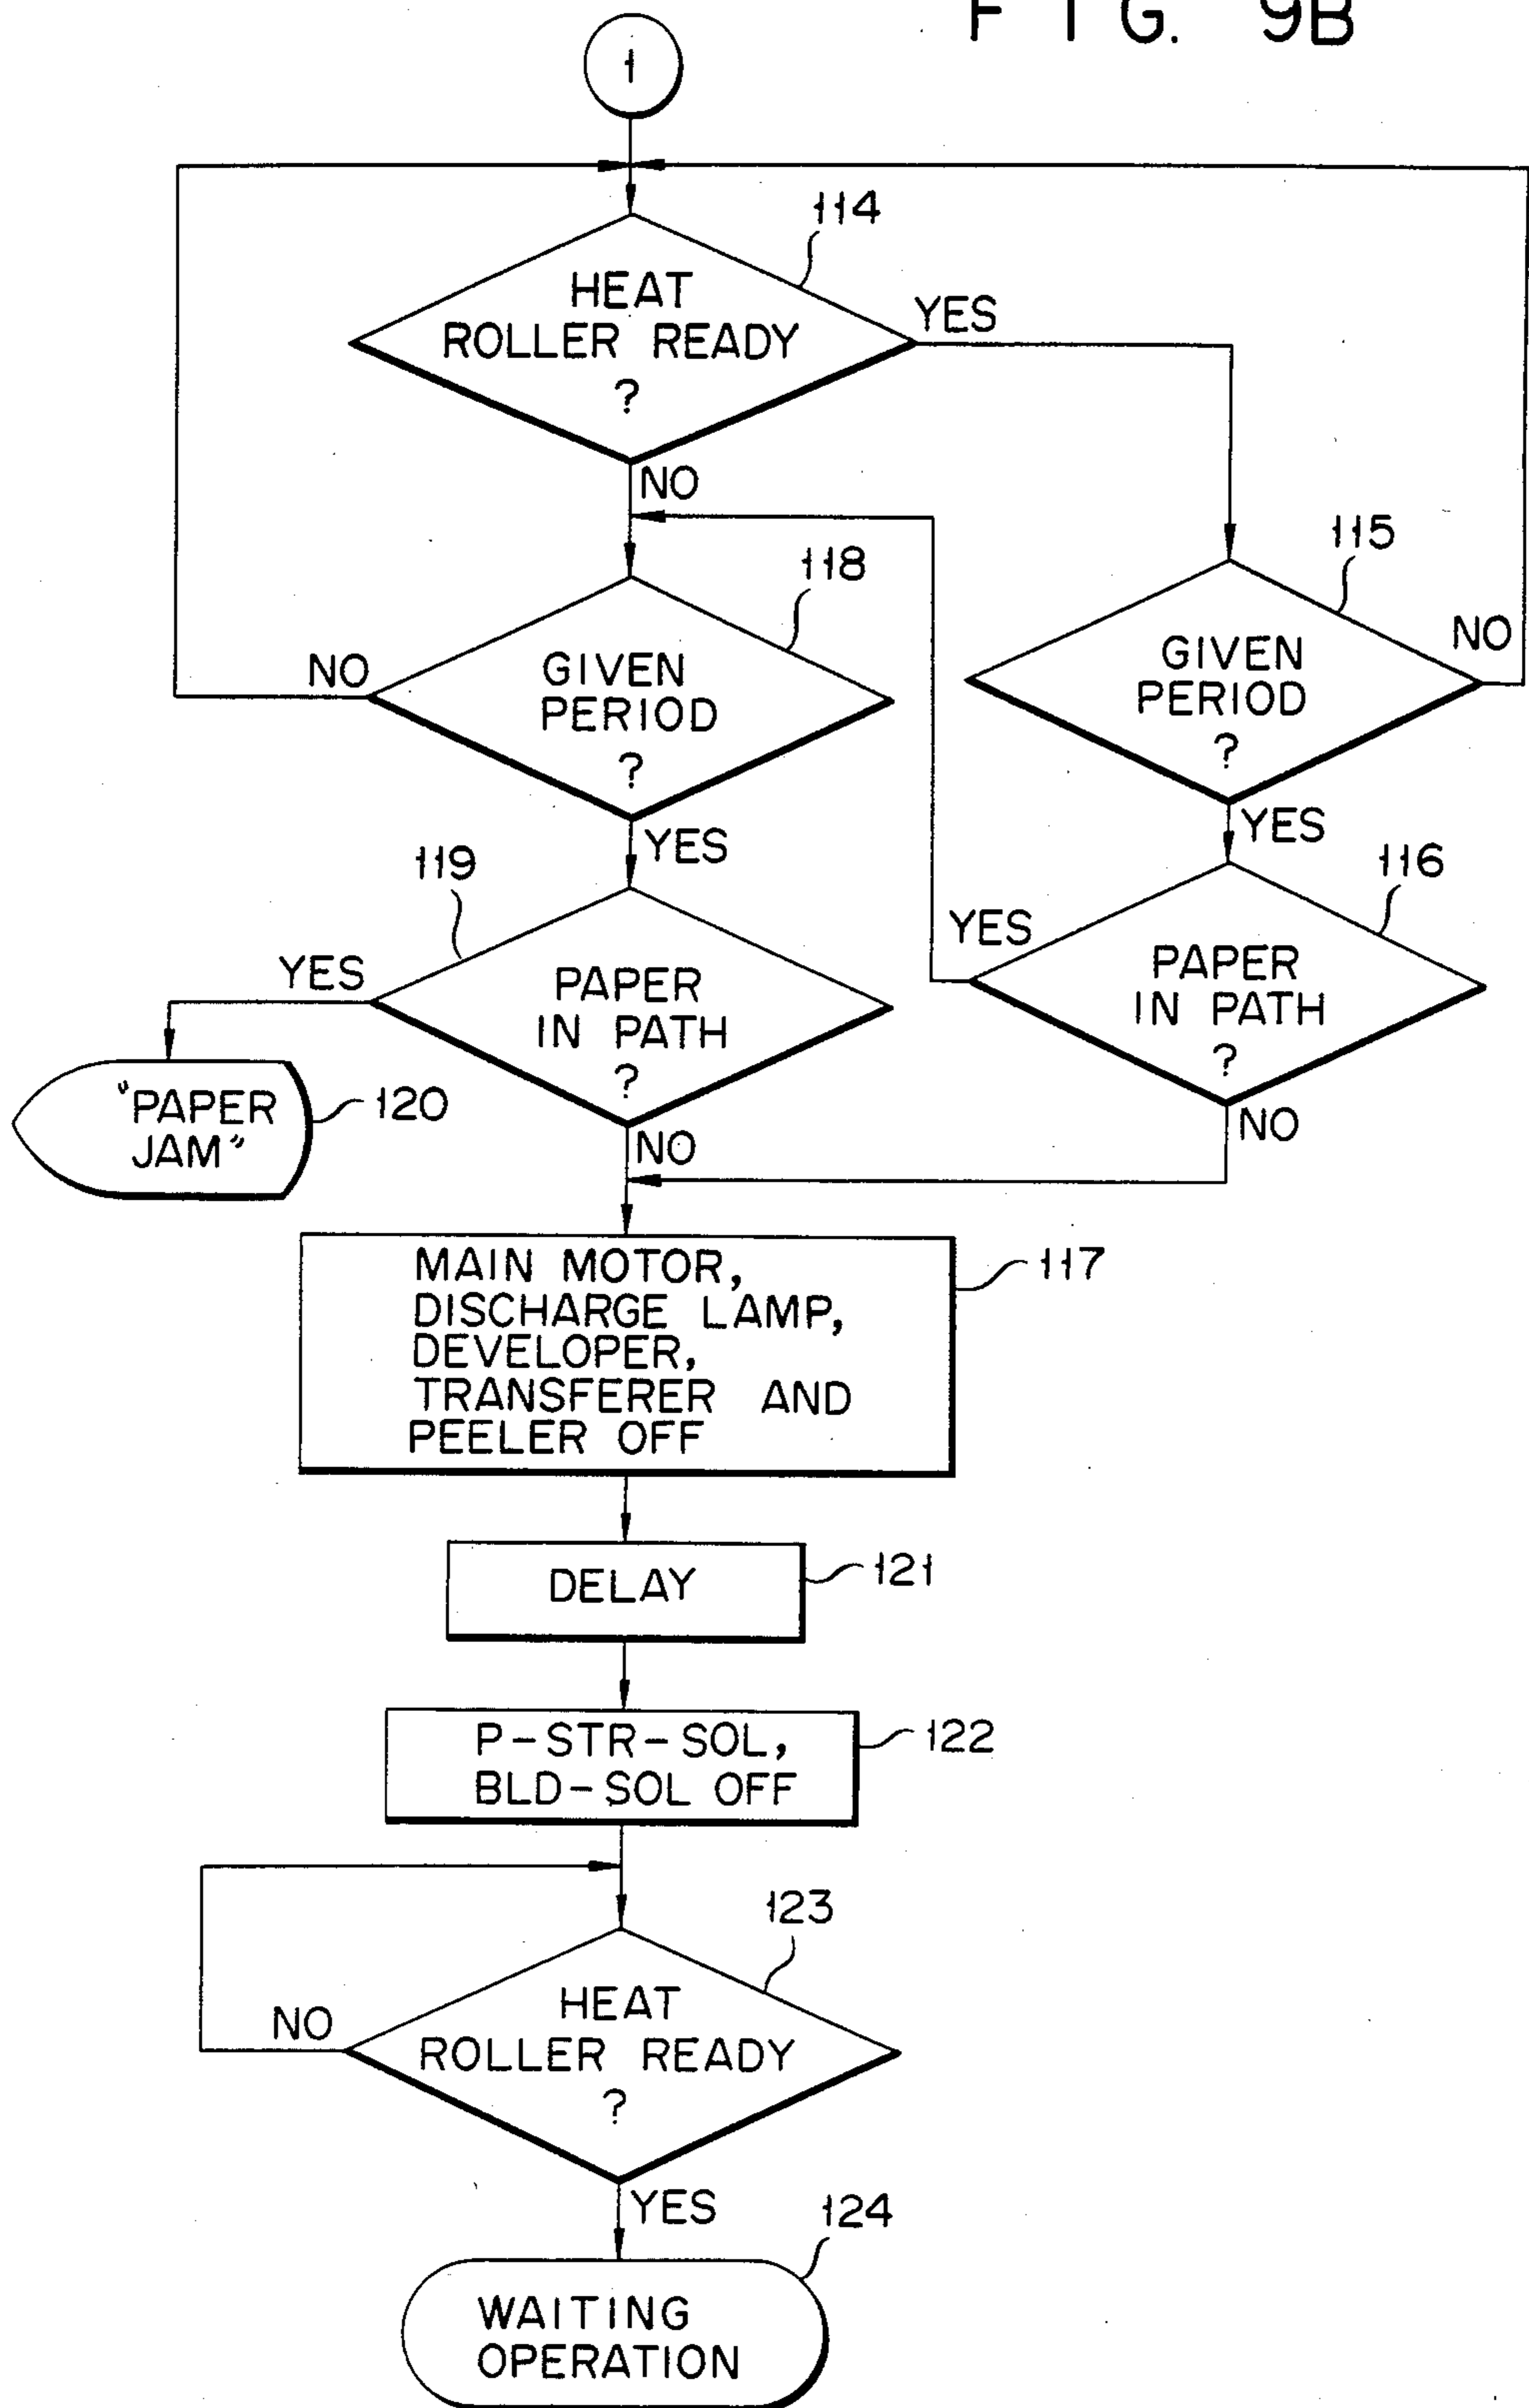 FIG. 9B
1
114
HEAT
ROLLER READY
?
YES
NO
115
118
GIVEN
PERIOD
?
NO
YES
GIVEN
PERIOD
?
NO
YES
119
116
PAPER
IN PATH
?
YES
NO
PAPER
IN PATH
?
YES
NO
"PAPER
JAM"
120
MAIN MOTOR,
DISCHARGE LAMP,
DEVELOPER,
TRANSFERER AND
PEELER OFF
117
DELAY
121
P-STR-SOL,
BLD-SOL OFF
122
123
HEAT
ROLLER READY
?
NO
YES
124
WAITING
OPERATION